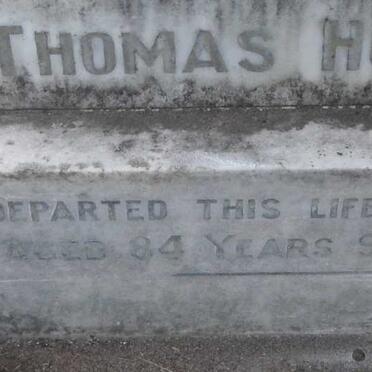 THOMAS H
DEPARTED THIS LIFE
AGED 84 YEARS